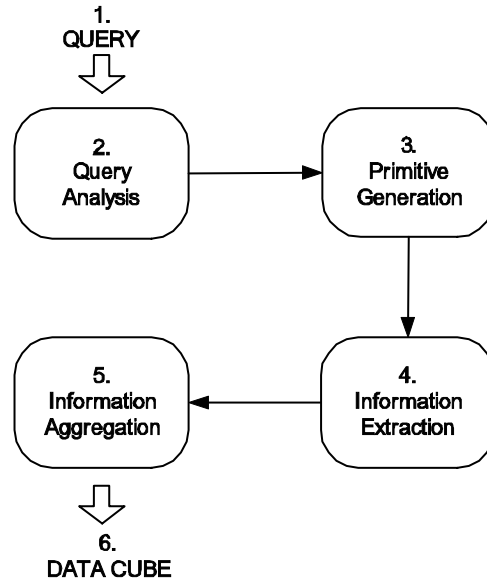 1.
QUERY
2.
Query
Analysis
3.
Primitive
Generation
4.
Information
Extraction
5.
Information
Aggregation
6.
DATA CUBE